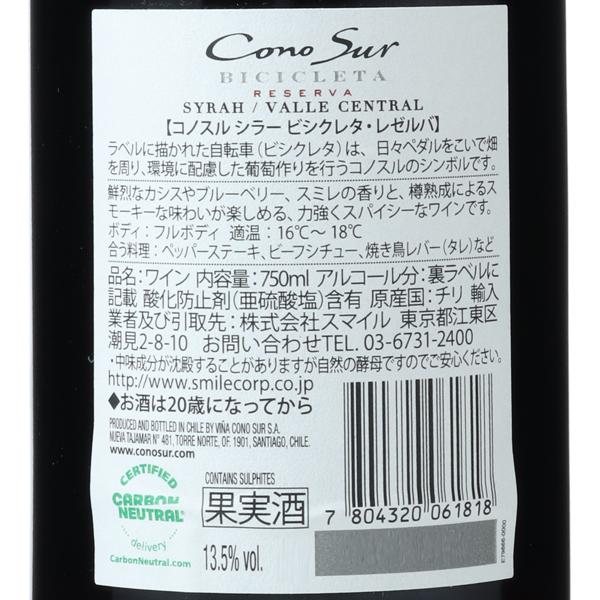 Cono Sur
BICICLETA
RESERVA
SYRAH / VALLE CENTRAL
【コノスル シラー ビシクレタ・レゼルバ】
ラベルに描かれた自転車（ビシクレタ）は、日々ペダルをこいで畑
を周り、環境に配慮した葡萄作りを行うコノスルのシンボルです。
鮮烈なカシスやブルーベリー、スミレの香りと、樽熟成によるス
モーキーな味わいが楽しめる、力強くスパイシーなワインです。
ボディ：フルボディ 適温：16℃～18℃
合う料理：ペッパーステーキ、ビーフシチュー、焼き鳥レバー（タレ）など
品名：ワイン 内容量：750ml アルコール分：裏ラベルに
記載 酸化防止剤（亜硫酸塩）含有 原産国：チリ 輸入
業者及び引取先：株式会社スマイル 東京都江東区
潮見2-8-10 お問い合わせTEL. 03-6731-2400
・中味成分が沈殿することがありますが自然の酵母ですのでご安心ください。
http://www.smilecorp.co.jp
◆お酒は20歳になってから
PRODUCED AND BOTTLED IN CHILE BY VIÑA CONO SUR S.A.
NUEVA TAJAMAR N° 481, TORRE NORTE, OF. 1901, SANTIAGO, CHILE.
www.conosur.com
CERTIFIED
CARBON
NEUTRAL®
delivery
CarbonNeutral.com
CONTAINS SULPHITES
果実酒
13.5% vol.
7 804320 061818